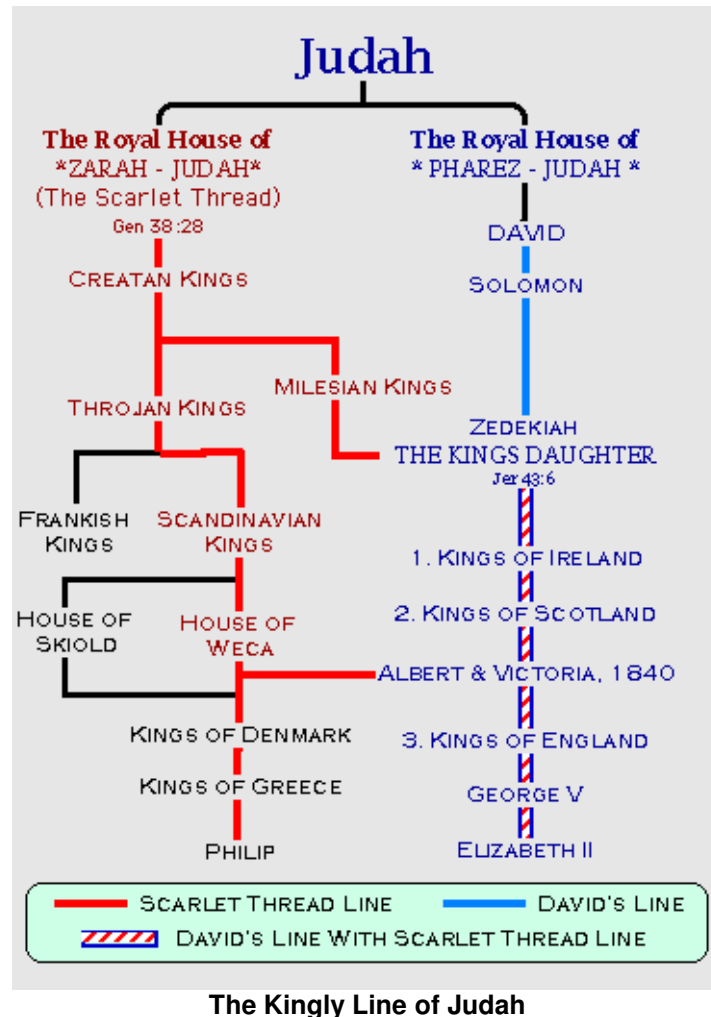 Judah
The Royal House of
*ZARAH - JUDAH*
(The Scarlet Thread)
Gen 38:28
CREATAN KINGS
THROJAN KINGS
MILESIAN KINGS
FRANKISH
KINGS
SCANDINAVIAN
KINGS
HOUSE OF
SKIOLD
HOUSE OF
WECA
KINGS OF DENMARK
KINGS OF GREECE
PHILIP
The Royal House of
* PHAREZ - JUDAH *
DAVID
SOLOMON
ZEDEKIAH
THE KINGS DAUGHTER
Jer 43:6
1. KINGS OF IRELAND
2. KINGS OF SCOTLAND
ALBERT & VICTORIA, 1840
3. KINGS OF ENGLAND
GEORGE V
ELIZABETH II
SCARLET THREAD LINE
DAVID'S LINE
DAVID'S LINE WITH SCARLET THREAD LINE
The Kingly Line of Judah